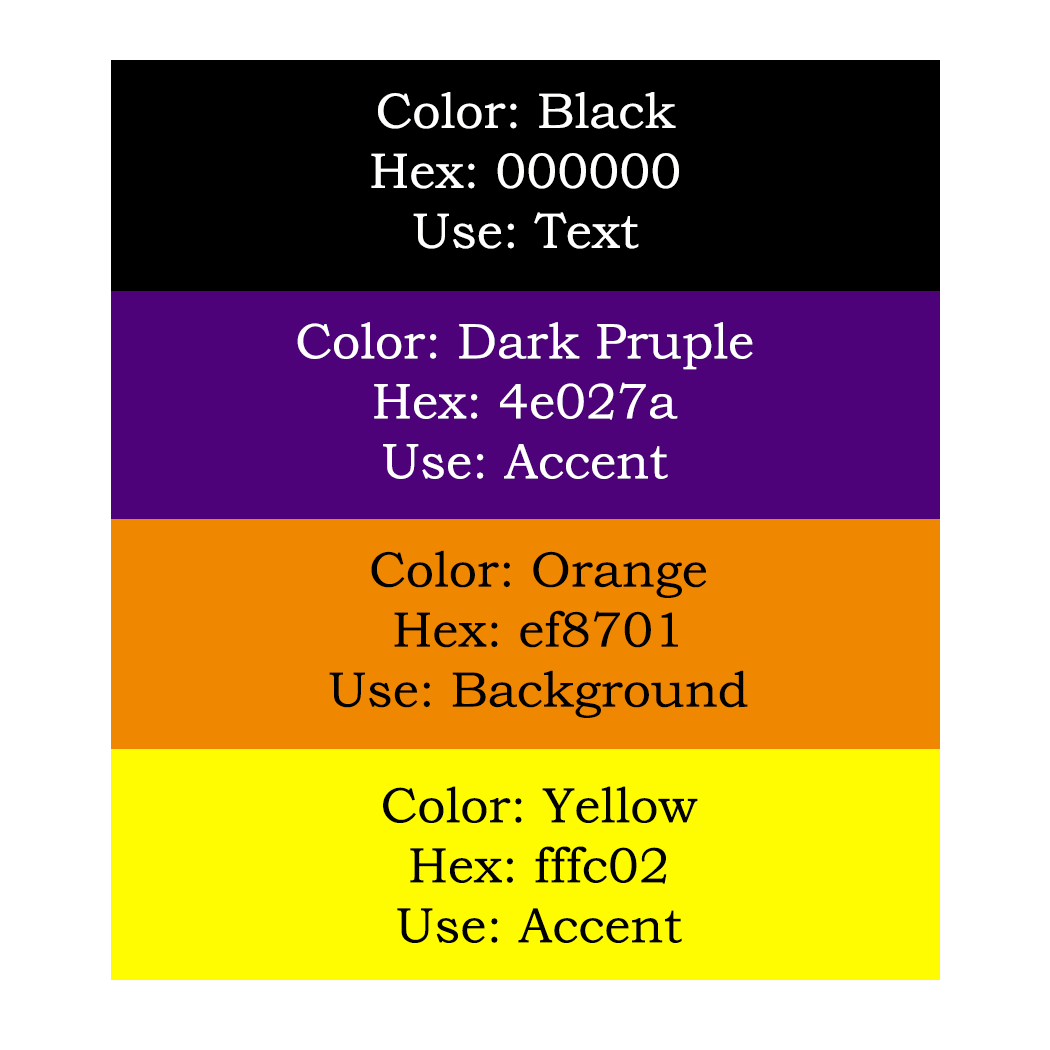 Color: Black
Hex: 000000
Use: Text
Color: Dark Pruple
Hex: 4e027a
Use: Accent
Color: Orange
Hex: ef8701
Use: Background
Color: Yellow
Hex: fffc02
Use: Accent